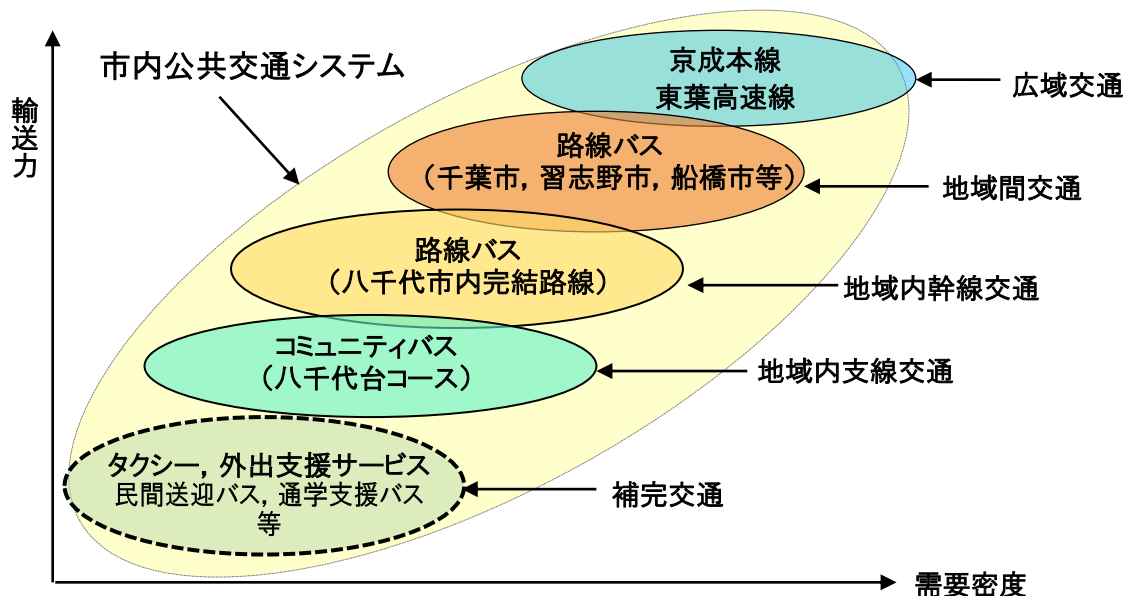 市内公共交通システム
輸送力
京成本線
東葉高速線
広域交通
路線バス
（千葉市，習志野市，船橋市等）
地域間交通
路線バス
（八千代市内完結路線）
地域内幹線交通
コミュニティバス
（八千代台コース）
地域内支線交通
タクシー，外出支援サービス
民間送迎バス，通学支援バス
等
補完交通
需要密度